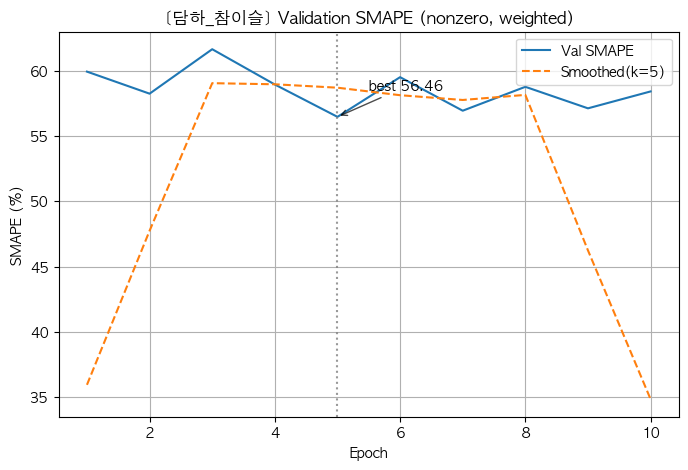 [담하_참이슬] Validation SMAPE (nonzero, weighted)
Val SMAPE
Smoothed(k=5)
best 56.46
SMAPE (%)
60
55
50
45
40
35
2 4 6 8 10
Epoch